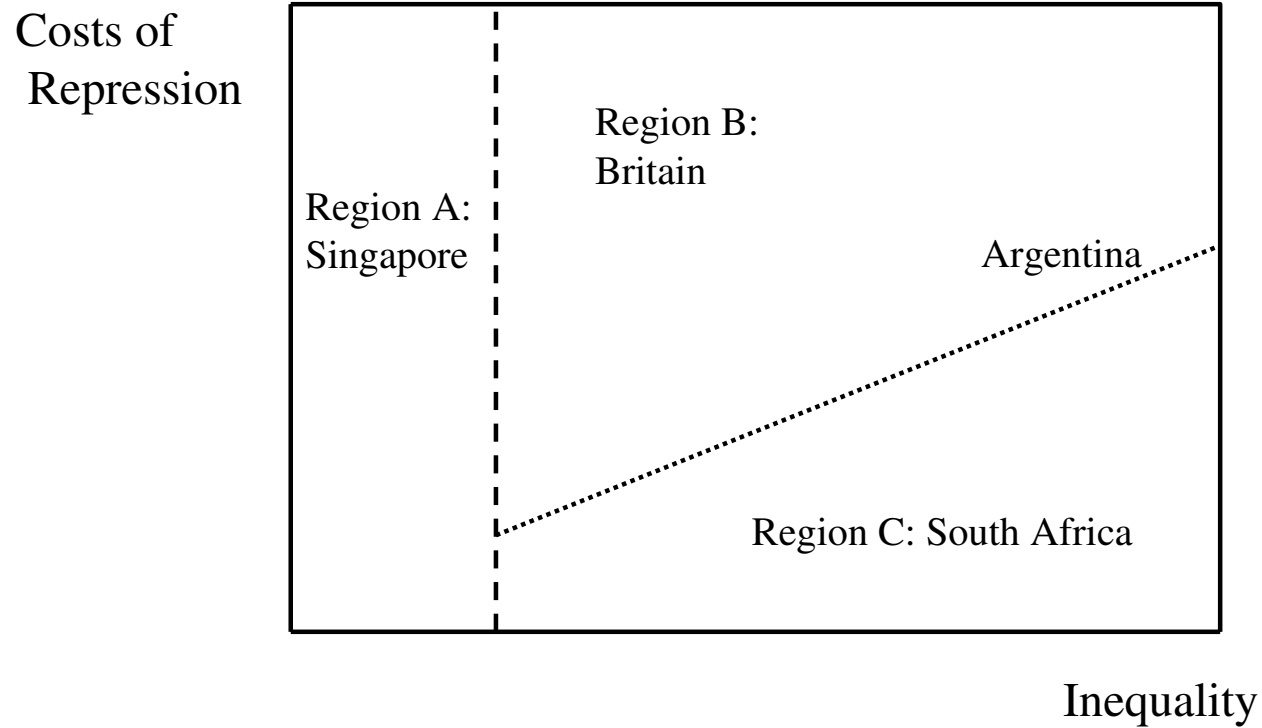 Costs of
Repression
Region B:
Britain
Region A:
Singapore
Argentina
Region C: South Africa
Inequality